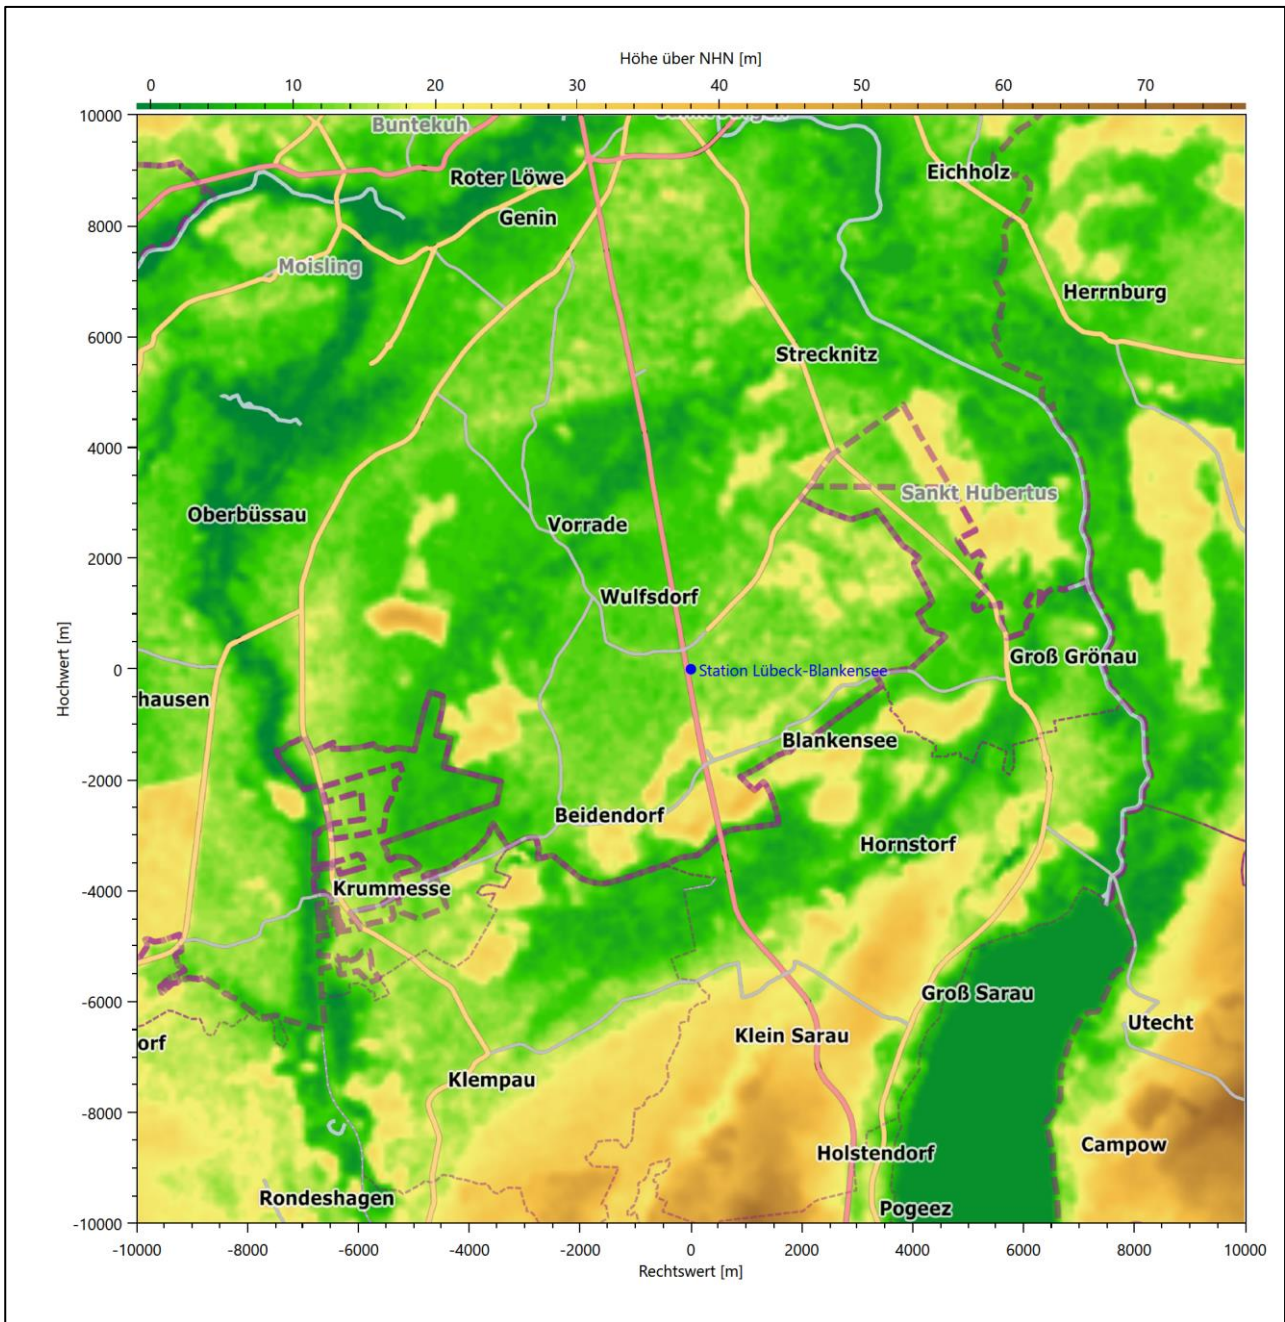 Höhe über NHN [m]
0 10 20 30 40 50 60 70
10000
8000
6000
4000
2000
0
-2000
-4000
-6000
-8000
-10000
Hochwert [m]
Buntekuh
Roter Löwe
Eichholz
Genin
Moisling
Herrnburg
Strecknitz
Sankt Hubertus
Oberbüssau
Vorrade
Wulfsdorf
Groß Grönau
Station Lübeck-Blankensee
hausen
Blankensee
Beidendorf
Hornstorf
Krummesse
Groß Sarau
Utecht
Klein Sarau
orf
Klempau
Campow
Holstendorf
Rondeshagen
Pogeez
-10000 -8000 -6000 -4000 -2000 0 2000 4000 6000 8000 10000
Rechtswert [m]